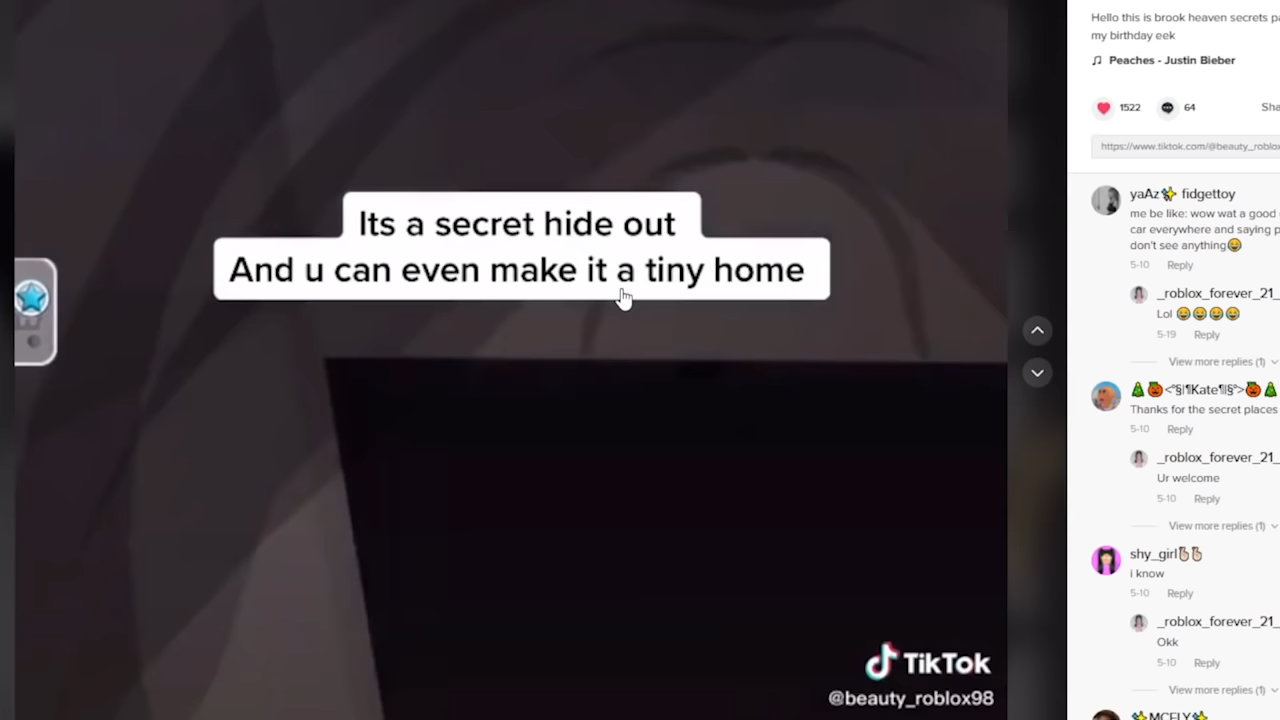 Its a secret hide out
And u can even make it a tiny home
TikTok
@beauty_roblox98
Hello this is brook heaven secrets
my birthday eek
Peaches - Justin Bieber
1522
64
https://www.tiktok.com/@beauty_roblox
yaAz✨ fidgettoy
me be like: wow wat a good
car everywhere and saying
don't see anything😂
5-10 Reply
_roblox_forever_21_
Lol 😂😂😂😂
5-19 Reply
View more replies (1)
🎄🎃<°§|¶Kate¶|§°>🎃🎄
Thanks for the secret places
5-10 Reply
_roblox_forever_21_
Ur welcome
5-10 Reply
View more replies (1)
shy_girl
i know
5-10 Reply
_roblox_forever_21_
Okk
5-10 Reply
View more replies (1)
✨MCFLY✨